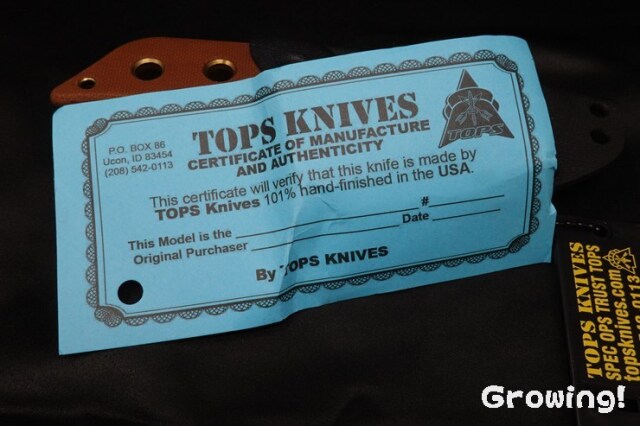 P.O. BOX 86
Ucon, ID 83454
(208) 542-0113
TOPS KNIVES
CERTIFICATE OF MANUFACTURE
AND AUTHENTICITY
TOPS
This certificate will verify that this knife is made by
TOPS Knives 101% hand-finished in the USA.
This Model is the #
Original Purchaser Date
By TOPS KNIVES
TOPS KNIVES
SPEC OPS TRUST TOPS
topsknives.com
Growing!